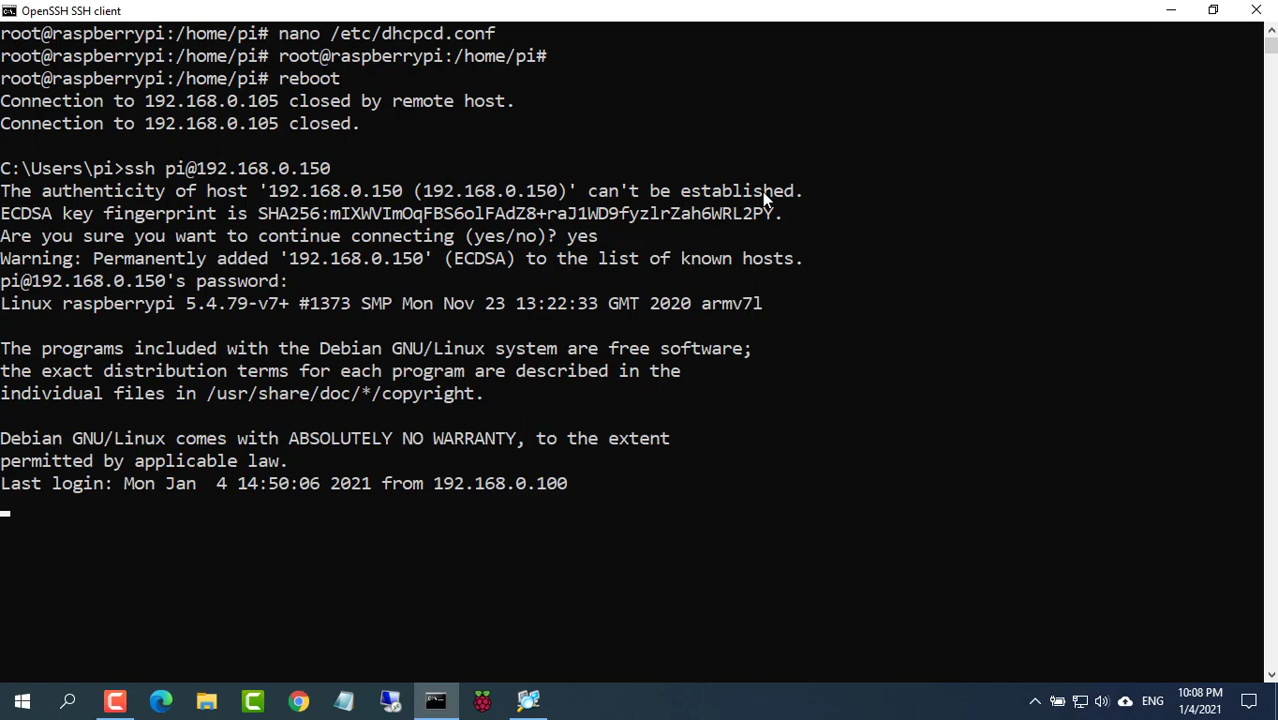 OpenSSH SSH client
root@raspberrypi:/home/pi# nano /etc/dhcpcd.conf
root@raspberrypi:/home/pi# root@raspberrypi:/home/pi#
root@raspberrypi:/home/pi# reboot
Connection to 192.168.0.105 closed by remote host.
Connection to 192.168.0.105 closed.
C:\Users\pi>ssh pi@192.168.0.150
The authenticity of host '192.168.0.150 (192.168.0.150)' can't be established.
ECDSA key fingerprint is SHA256:mIXWVImOqFBS6olFAdZ8+raJ1WD9fyzlrZah6WRL2PY.
Are you sure you want to continue connecting (yes/no)? yes
Warning: Permanently added '192.168.0.150' (ECDSA) to the list of known hosts.
pi@192.168.0.150's password:
Linux raspberrypi 5.4.79-v7+ #1373 SMP Mon Nov 23 13:22:33 GMT 2020 armv7l
The programs included with the Debian GNU/Linux system are free software;
the exact distribution terms for each program are described in the
individual files in /usr/share/doc/*/copyright.
Debian GNU/Linux comes with ABSOLUTELY NO WARRANTY, to the extent
permitted by applicable law.
Last login: Mon Jan  4 14:50:06 2021 from 192.168.0.100
ENG
10:08 PM
1/4/2021